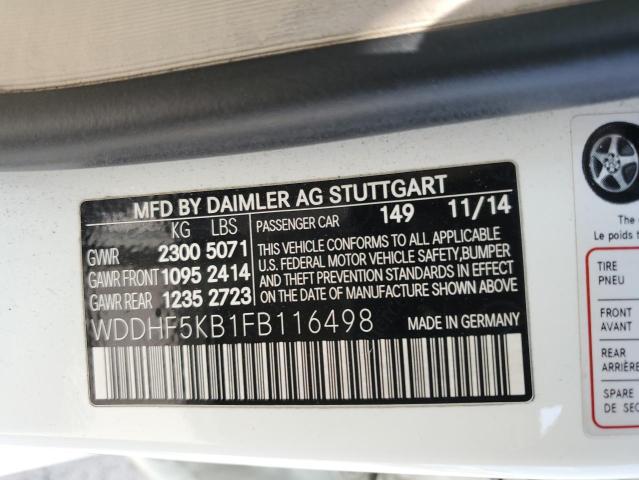 MFD BY DAIMLER AG STUTTGART
KG LBS
PASSENGER CAR 149 11/14
GVWR 2300 5071
GAWR FRONT 1095 2414
GAWR REAR 1235 2723
THIS VEHICLE CONFORMS TO ALL APPLICABLE
U.S. FEDERAL MOTOR VEHICLE SAFETY,BUMPER
AND THEFT PREVENTION STANDARDS IN EFFECT
ON THE DATE OF MANUFACTURE SHOWN ABOVE
WDDHF5KB1FB116498
MADE IN GERMANY
The
Le poids t
TIRE
PNEU
FRONT
REAR
ARRIÈRE
SPARE
DE SEC